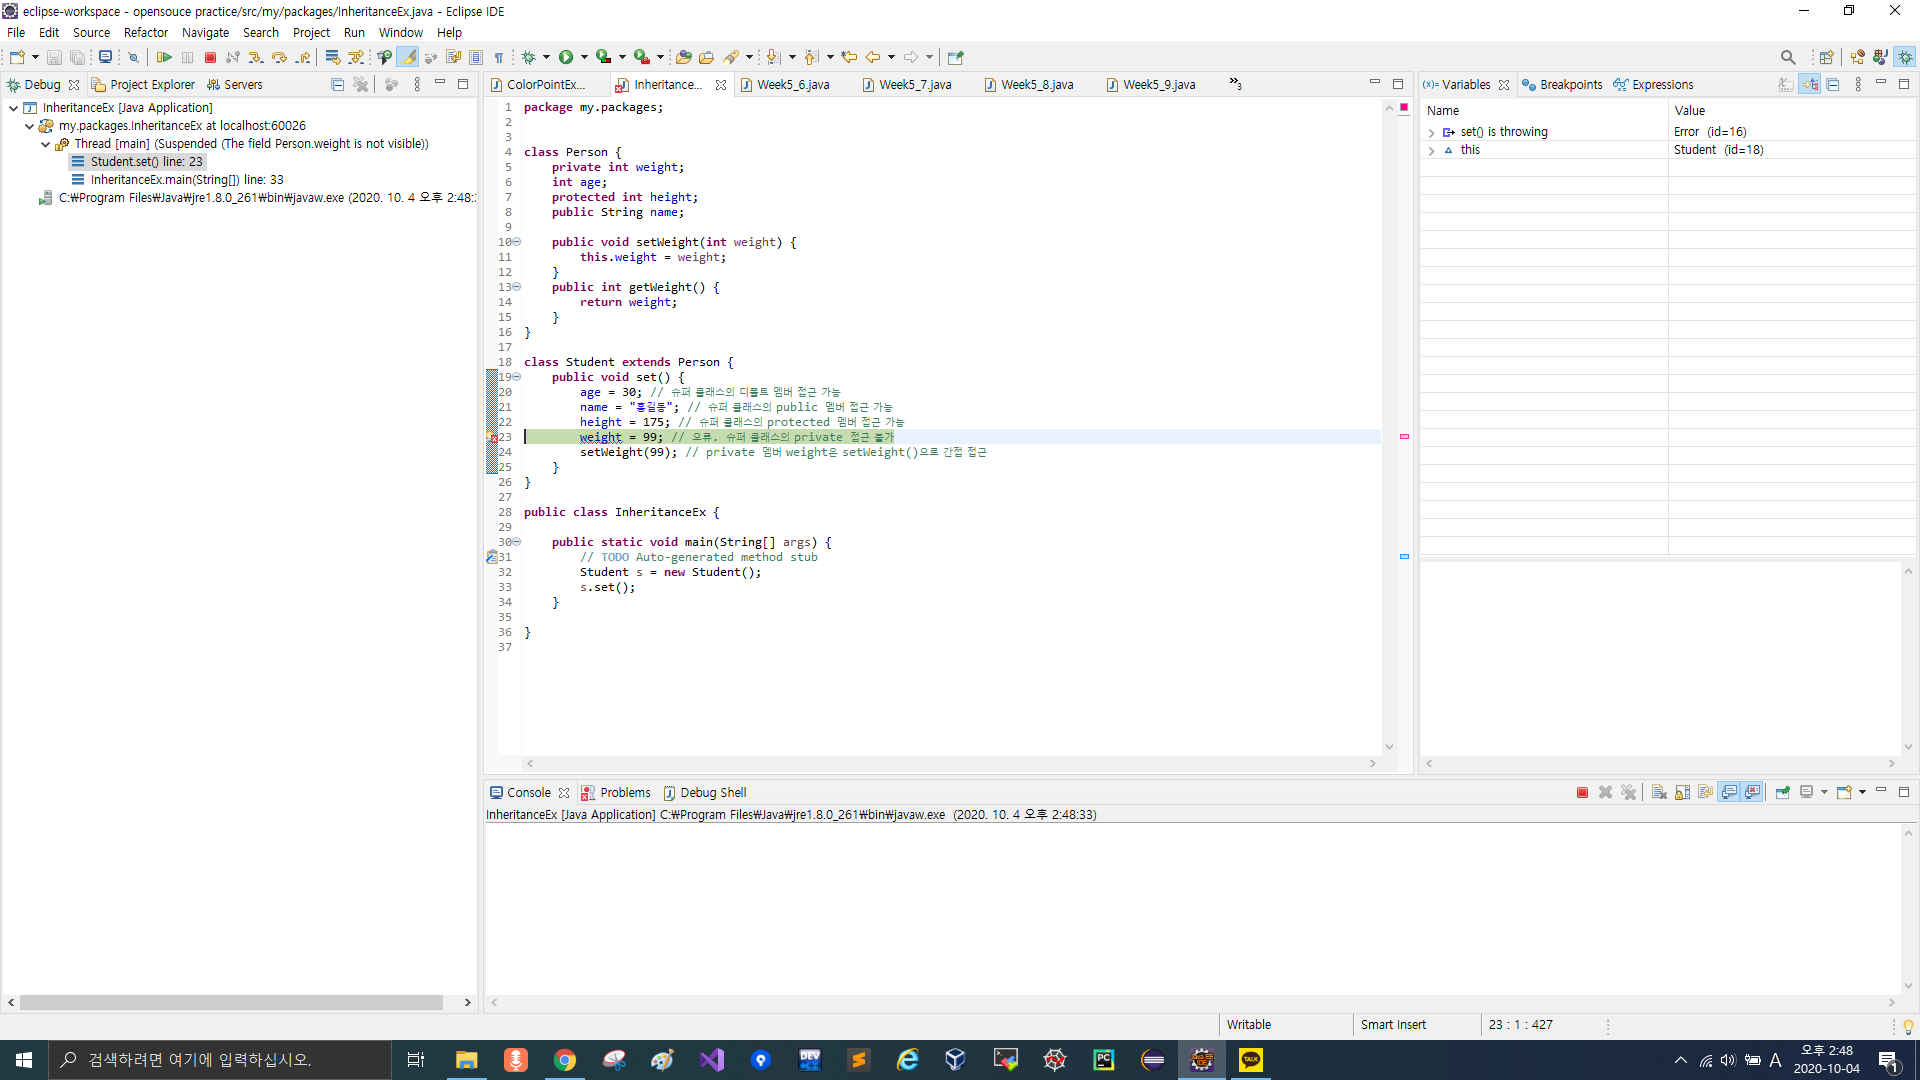 eclipse-workspace - opensouce practice/src/my/packages/InheritanceEx.java - Eclipse IDE
File Edit Source Refactor Navigate Search Project Run Window Help
Debug Project Explorer Servers
InheritanceEx [Java Application]
my.packages.InheritanceEx at localhost:60026
Thread [main] (Suspended (The field Person.weight is not visible))
Student.set() line: 23
InheritanceEx.main(String[]) line: 33
C:₩Program Files₩Java₩jre1.8.0_261₩bin₩javaw.exe (2020. 10. 4 오후 2:48:
ColorPointEx... Inheritance... Week5_6.java Week5_7.java Week5_8.java Week5_9.java »3
1 package my.packages;
2
3
4 class Person {
5 private int weight;
6 int age;
7 protected int height;
8 public String name;
9
10 public void setWeight(int weight) {
11 this.weight = weight;
12 }
13 public int getWeight() {
14 return weight;
15 }
16 }
17
18 class Student extends Person {
19 public void set() {
20 age = 30; // 슈퍼 클래스의 디폴트 멤버 접근 가능
21 name = "홍길동"; // 슈퍼 클래스의 public 멤버 접근 가능
22 height = 175; // 슈퍼 클래스의 protected 멤버 접근 가능
23 weight = 99; // 오류. 슈퍼 클래스의 private 접근 불가
24 setWeight(99); // private 멤버 weight은 setWeight()으로 간접 접근
25 }
26 }
27
28 public class InheritanceEx {
29
30 public static void main(String[] args) {
31 // TODO Auto-generated method stub
32 Student s = new Student();
33 s.set();
34 }
35
36 }
37
(x)= Variables Breakpoints Expressions
Name Value
set() is throwing Error (id=16)
this Student (id=18)
Console Problems Debug Shell
InheritanceEx [Java Application] C:₩Program Files₩Java₩jre1.8.0_261₩bin₩javaw.exe (2020. 10. 4 오후 2:48:33)
Writable Smart Insert 23 : 1 : 427
검색하려면 여기에 입력하십시오.
DEV
PC
TALK
A
오후 2:48
2020-10-04
1